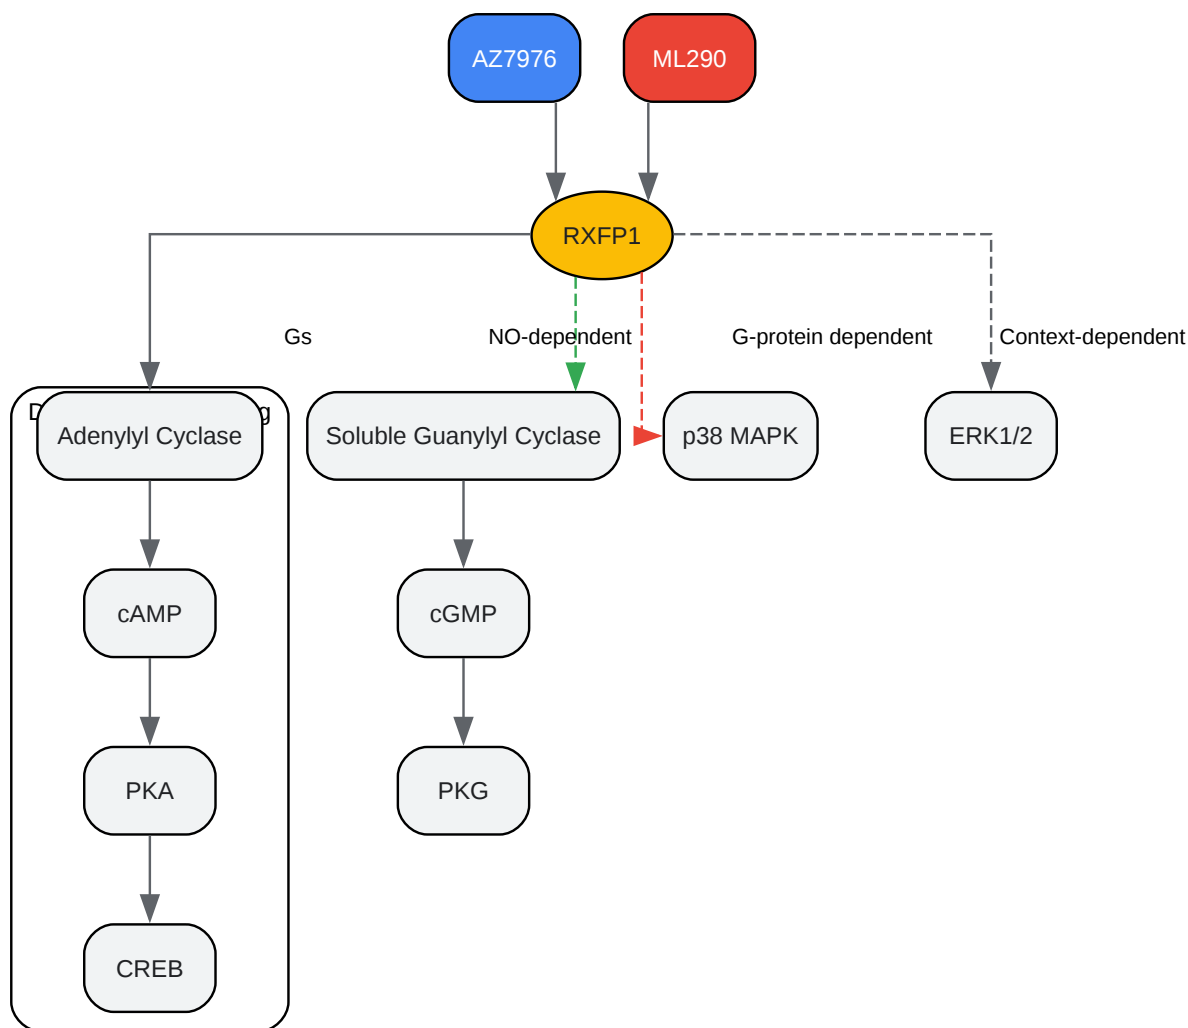 AZ7976
ML290
RXFP1
Gs
NO-dependent
G-protein dependent
Context-dependent
Adenylyl Cyclase
Soluble Guanylyl Cyclase
p38 MAPK
ERK1/2
cAMP
cGMP
PKA
PKG
CREB